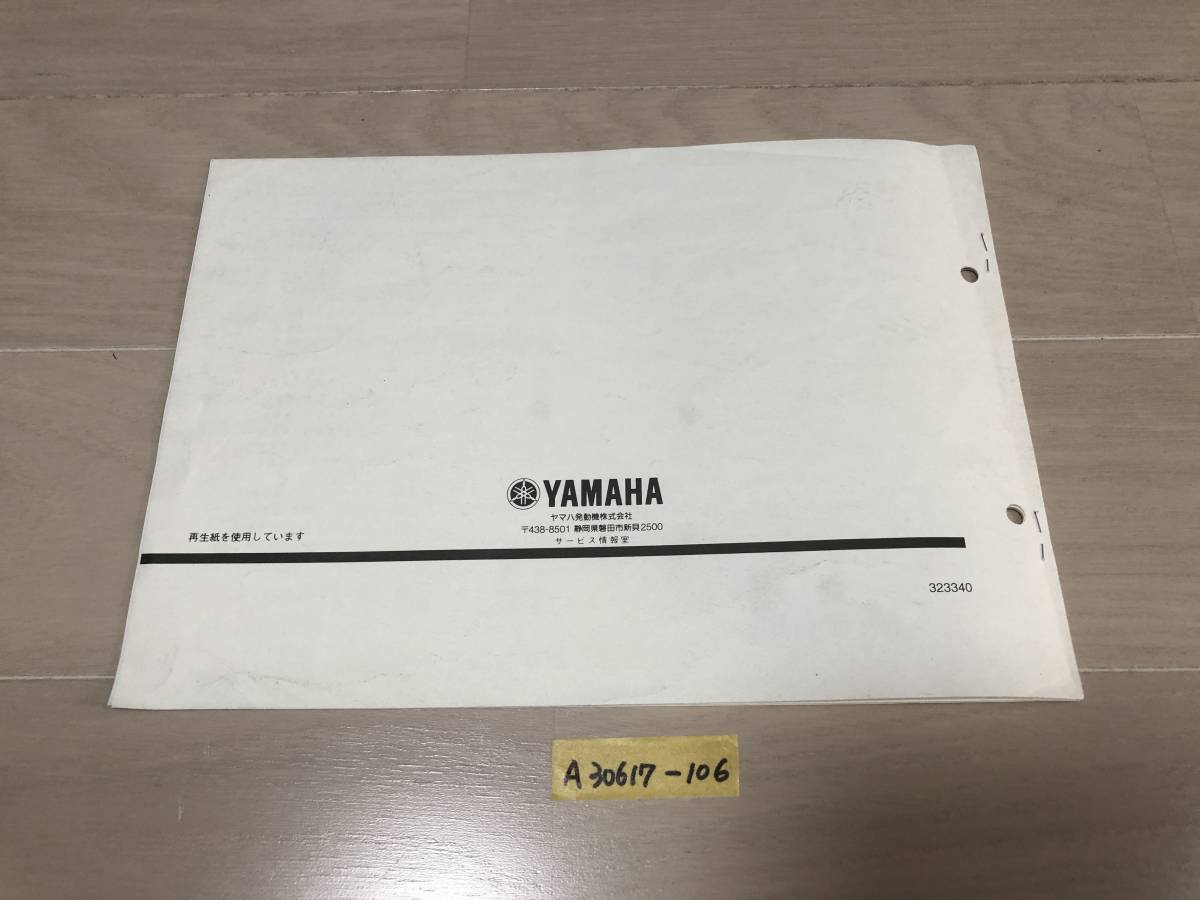 YAMAHA
ヤマハ発動機株式会社
〒438-8501 静岡県磐田市新貝2500
サービス情報室
再生紙を使用しています
323340
A30617-106